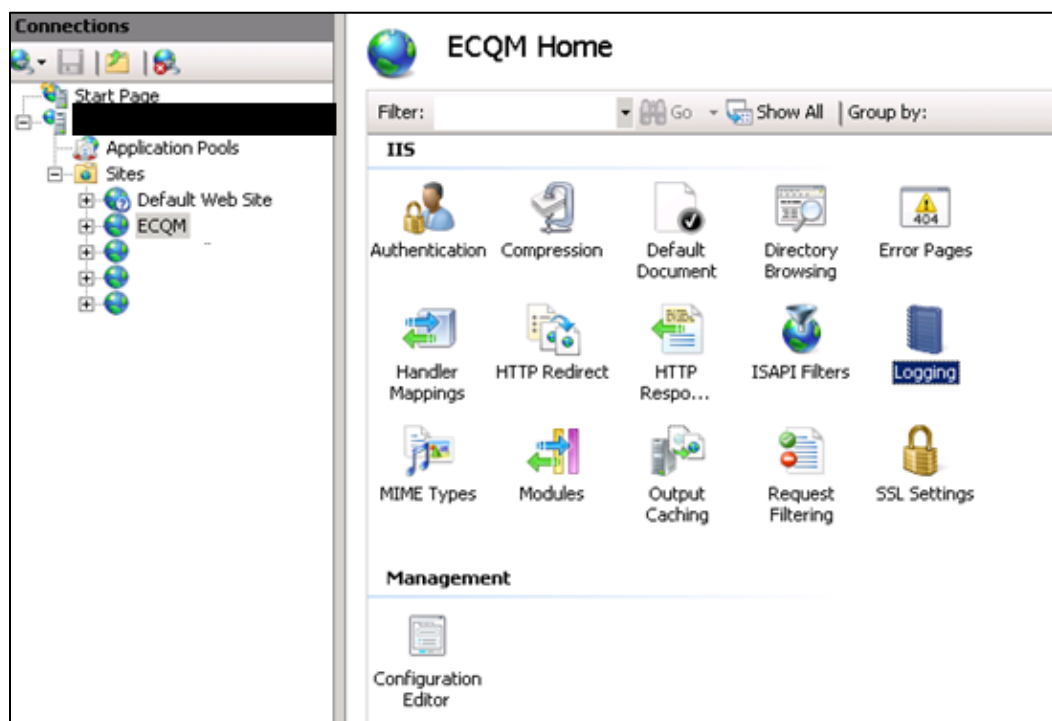 Connections
Start Page
Application Pools
Sites
Default Web Site
ECQM
ECQM Home
Filter:
Go
Show All
Group by:
IIS
Authentication
Compression
Default
Document
Directory
Browsing
404
Error Pages
Handler
Mappings
HTTP Redirect
HTTP
Respo...
ISAPI Filters
Logging
MIME Types
Modules
Output
Caching
Request
Filtering
SSL Settings
Management
Configuration
Editor